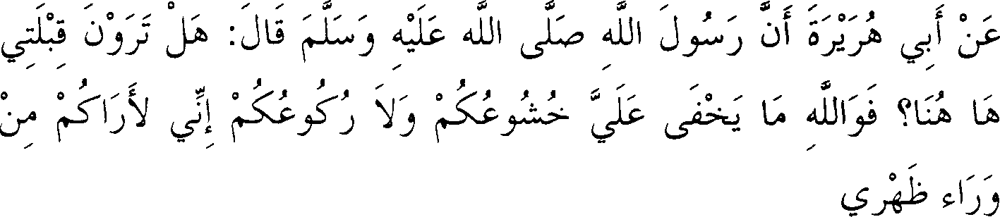 عَنْ أَبِي هُرَيْرَةَ أَنَّ رَسُولَ اللَّهِ صَلَّى اللَّه عَلَيْهِ وَسَلَّمَ قَالَ: هَلْ تَرَوْنَ قِبْلَتِي
هَا هُنَا؟ فَوَاللَّهِ مَا يَخْفَى عَلَيَّ خُشُوعُكُمْ وَلاَ رُكُوعُكُمْ إِنِّي لأَرَاكُمْ مِنْ
وَرَاء ظَهْرِي